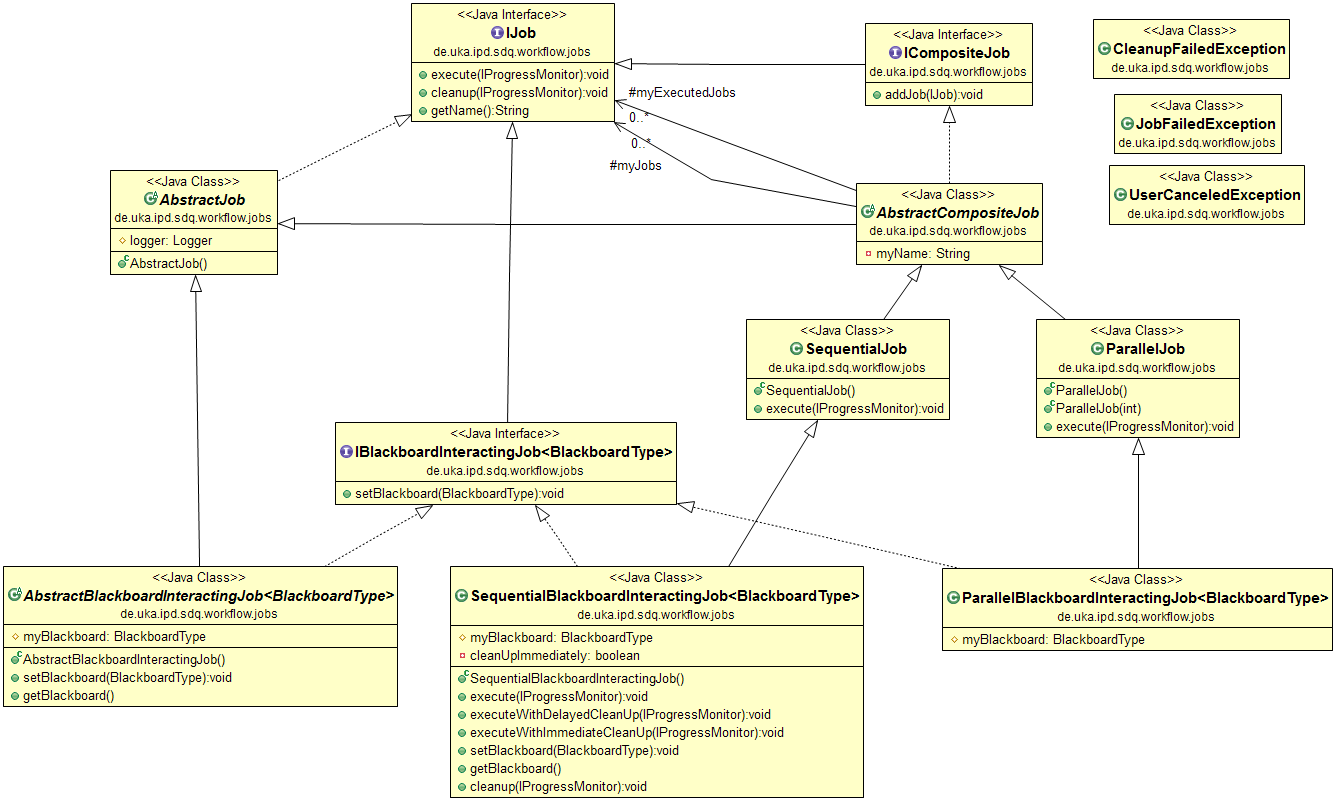 <<Java Interface>>
IJob
de.uka.ipd.sdq.workflow.jobs
execute(IProgressMonitor):void
cleanup(IProgressMonitor):void
getName():String
<<Java Interface>>
ICompositeJob
de.uka.ipd.sdq.workflow.jobs
addJob(IJob):void
<<Java Class>>
CleanupFailedException
de.uka.ipd.sdq.workflow.jobs
<<Java Class>>
JobFailedException
de.uka.ipd.sdq.workflow.jobs
<<Java Class>>
UserCanceledException
de.uka.ipd.sdq.workflow.jobs
#myExecutedJobs
0..*
0..*
#myJobs
<<Java Class>>
AbstractJob
de.uka.ipd.sdq.workflow.jobs
logger: Logger
AbstractJob()
<<Java Class>>
AbstractCompositeJob
de.uka.ipd.sdq.workflow.jobs
myName: String
<<Java Class>>
SequentialJob
de.uka.ipd.sdq.workflow.jobs
SequentialJob()
execute(IProgressMonitor):void
<<Java Class>>
ParallelJob
de.uka.ipd.sdq.workflow.jobs
ParallelJob()
ParallelJob(int)
execute(IProgressMonitor):void
<<Java Interface>>
IBlackboardInteractingJob<BlackboardType>
de.uka.ipd.sdq.workflow.jobs
setBlackboard(BlackboardType):void
<<Java Class>>
AbstractBlackboardInteractingJob<BlackboardType>
de.uka.ipd.sdq.workflow.jobs
myBlackboard: BlackboardType
AbstractBlackboardInteractingJob()
setBlackboard(BlackboardType):void
getBlackboard()
<<Java Class>>
SequentialBlackboardInteractingJob<BlackboardType>
de.uka.ipd.sdq.workflow.jobs
myBlackboard: BlackboardType
cleanUpImmediately: boolean
SequentialBlackboardInteractingJob()
execute(IProgressMonitor):void
executeWithDelayedCleanUp(IProgressMonitor):void
executeWithImmediateCleanUp(IProgressMonitor):void
setBlackboard(BlackboardType):void
getBlackboard()
cleanup(IProgressMonitor):void
<<Java Class>>
ParallelBlackboardInteractingJob<BlackboardType>
de.uka.ipd.sdq.workflow.jobs
myBlackboard: BlackboardType